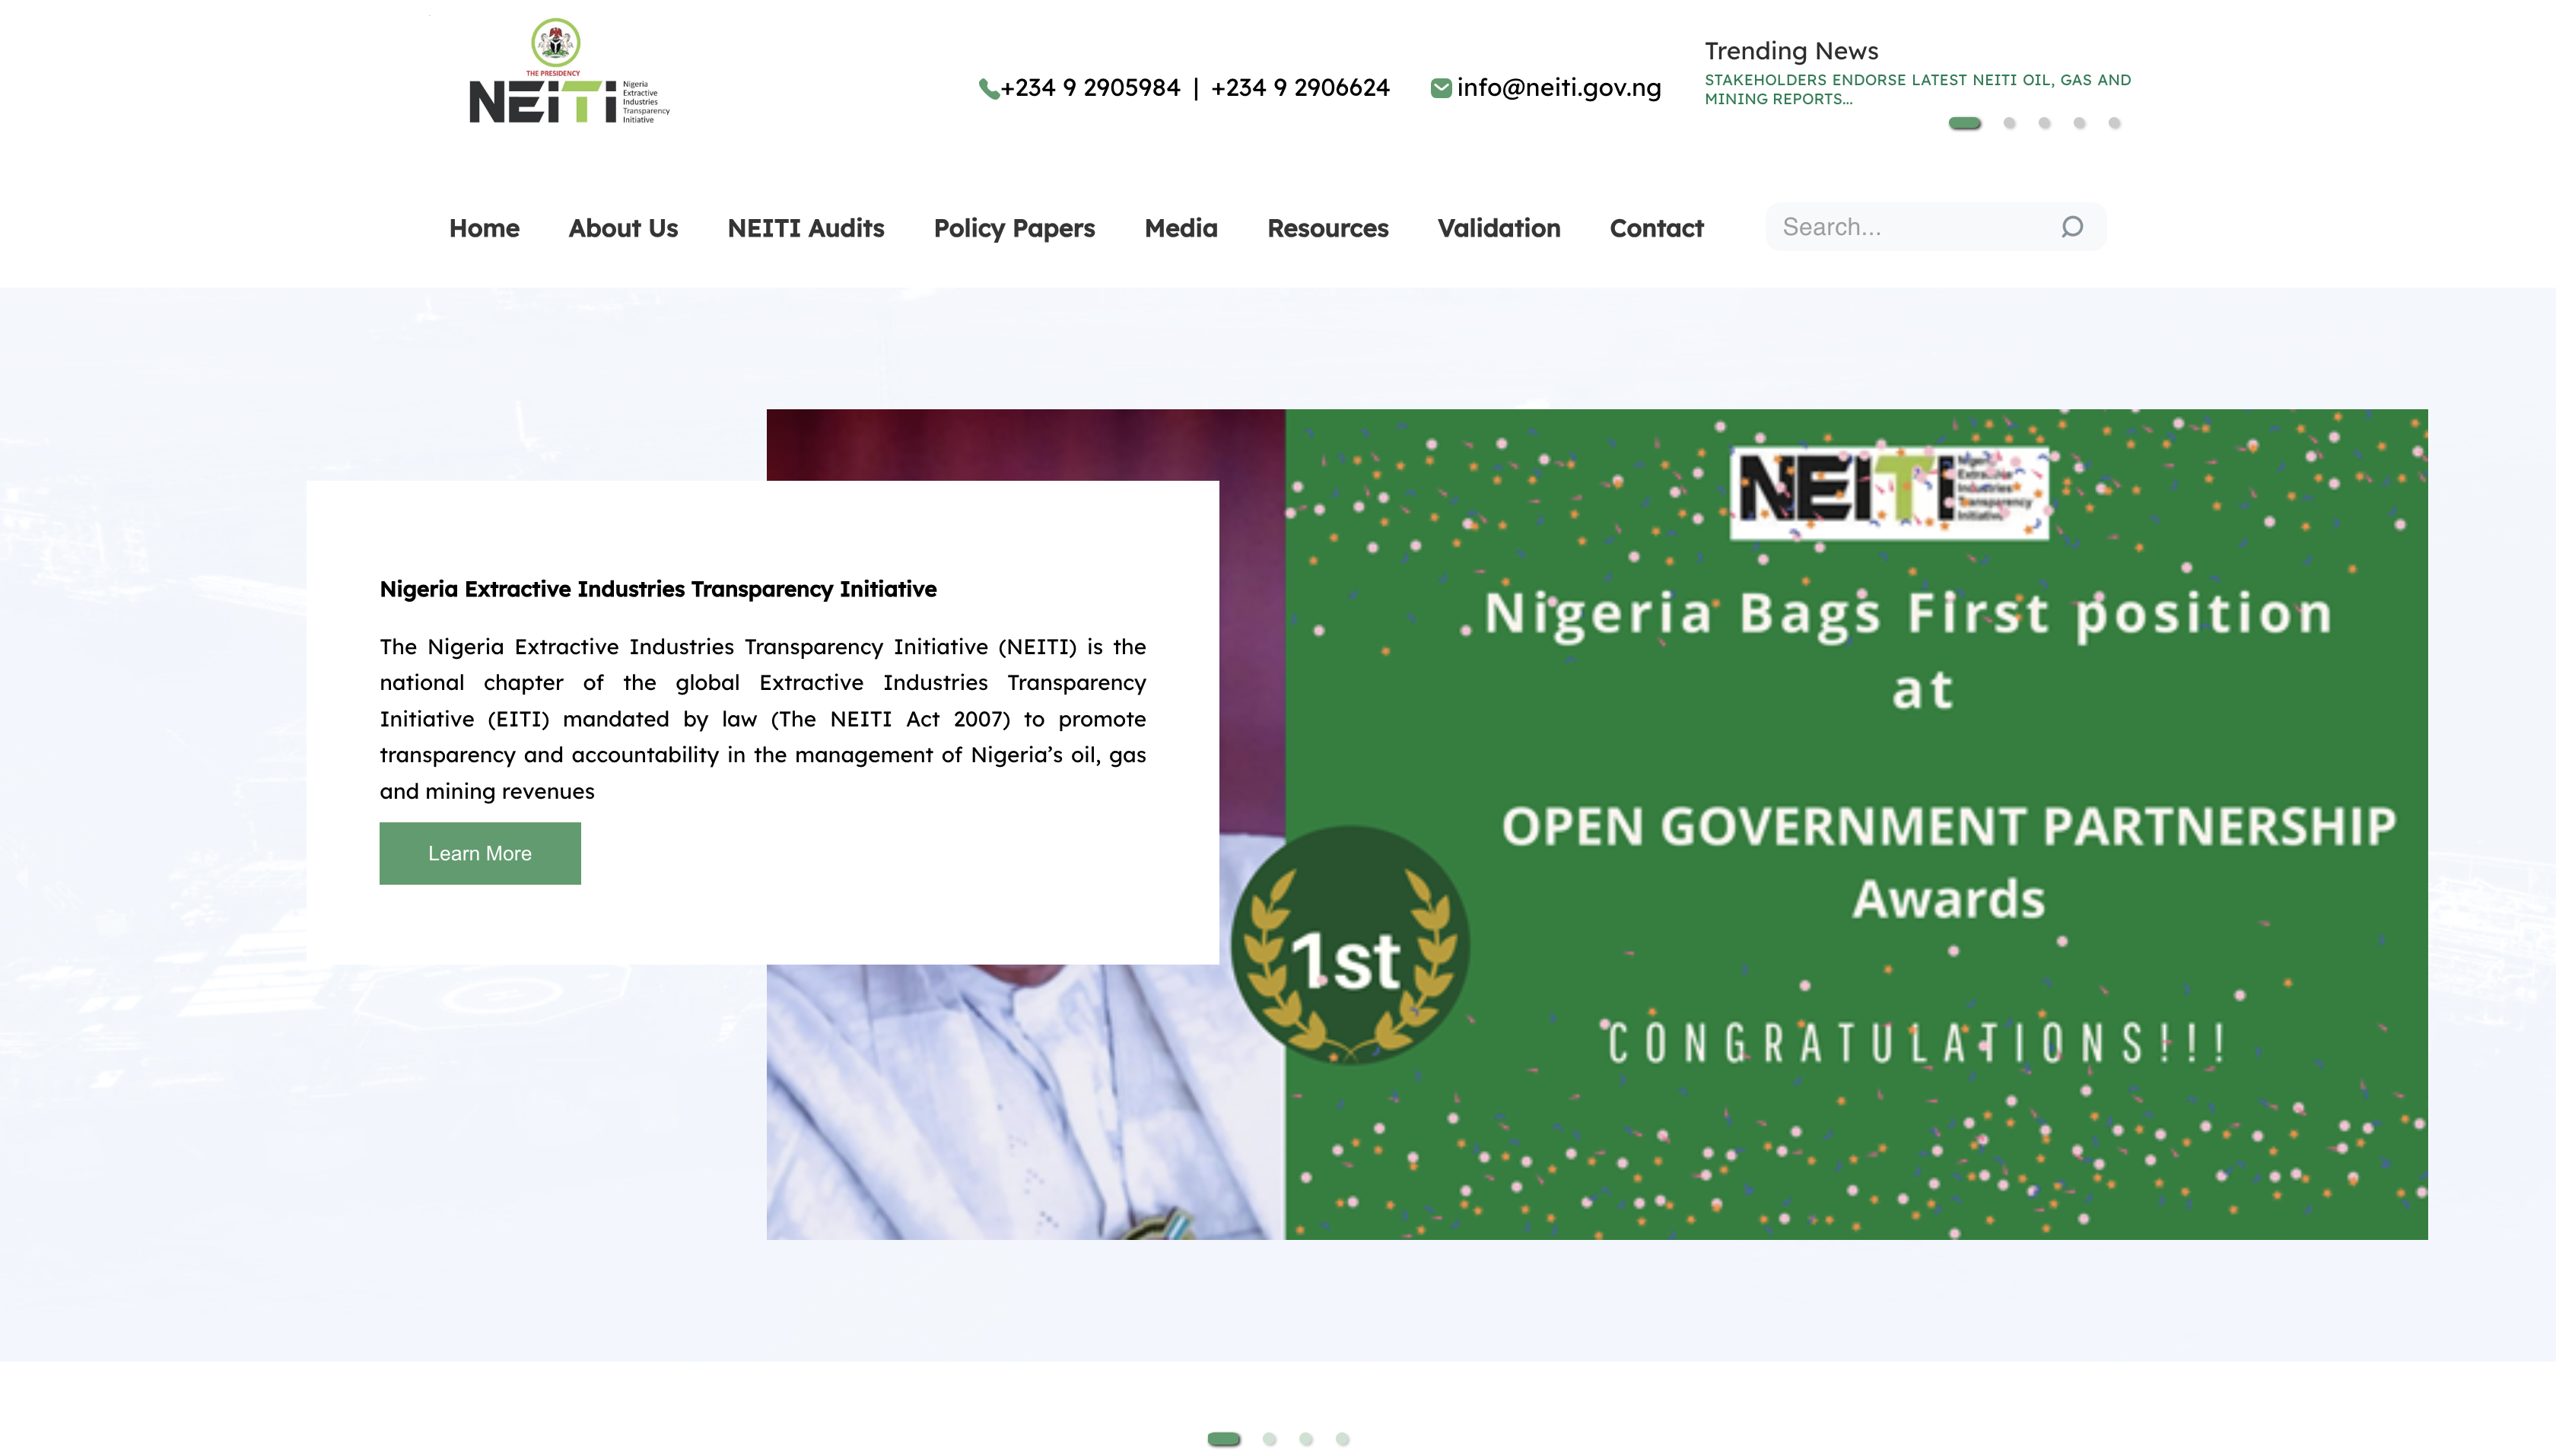 THE PRESIDENCY
NEiTi
Nigeria
Extractive
Industries
Transparency
Initiative
+234 9 2905984 | +234 9 2906624
info@neiti.gov.ng
Trending News
STAKEHOLDERS ENDORSE LATEST NEITI OIL, GAS AND
MINING REPORTS...
Home About Us NEITI Audits Policy Papers Media Resources Validation Contact Search...
Nigeria Extractive Industries Transparency Initiative
The Nigeria Extractive Industries Transparency Initiative (NEITI) is the
national chapter of the global Extractive Industries Transparency
Initiative (EITI) mandated by law (The NEITI Act 2007) to promote
transparency and accountability in the management of Nigeria's oil, gas
and mining revenues
Learn More
NEITI
Nigeria
Extractive
Industries
Transparency
Initiative
Nigeria Bags First position
at
OPEN GOVERNMENT PARTNERSHIP
Awards
1st
CONGRATULATIONS!!!